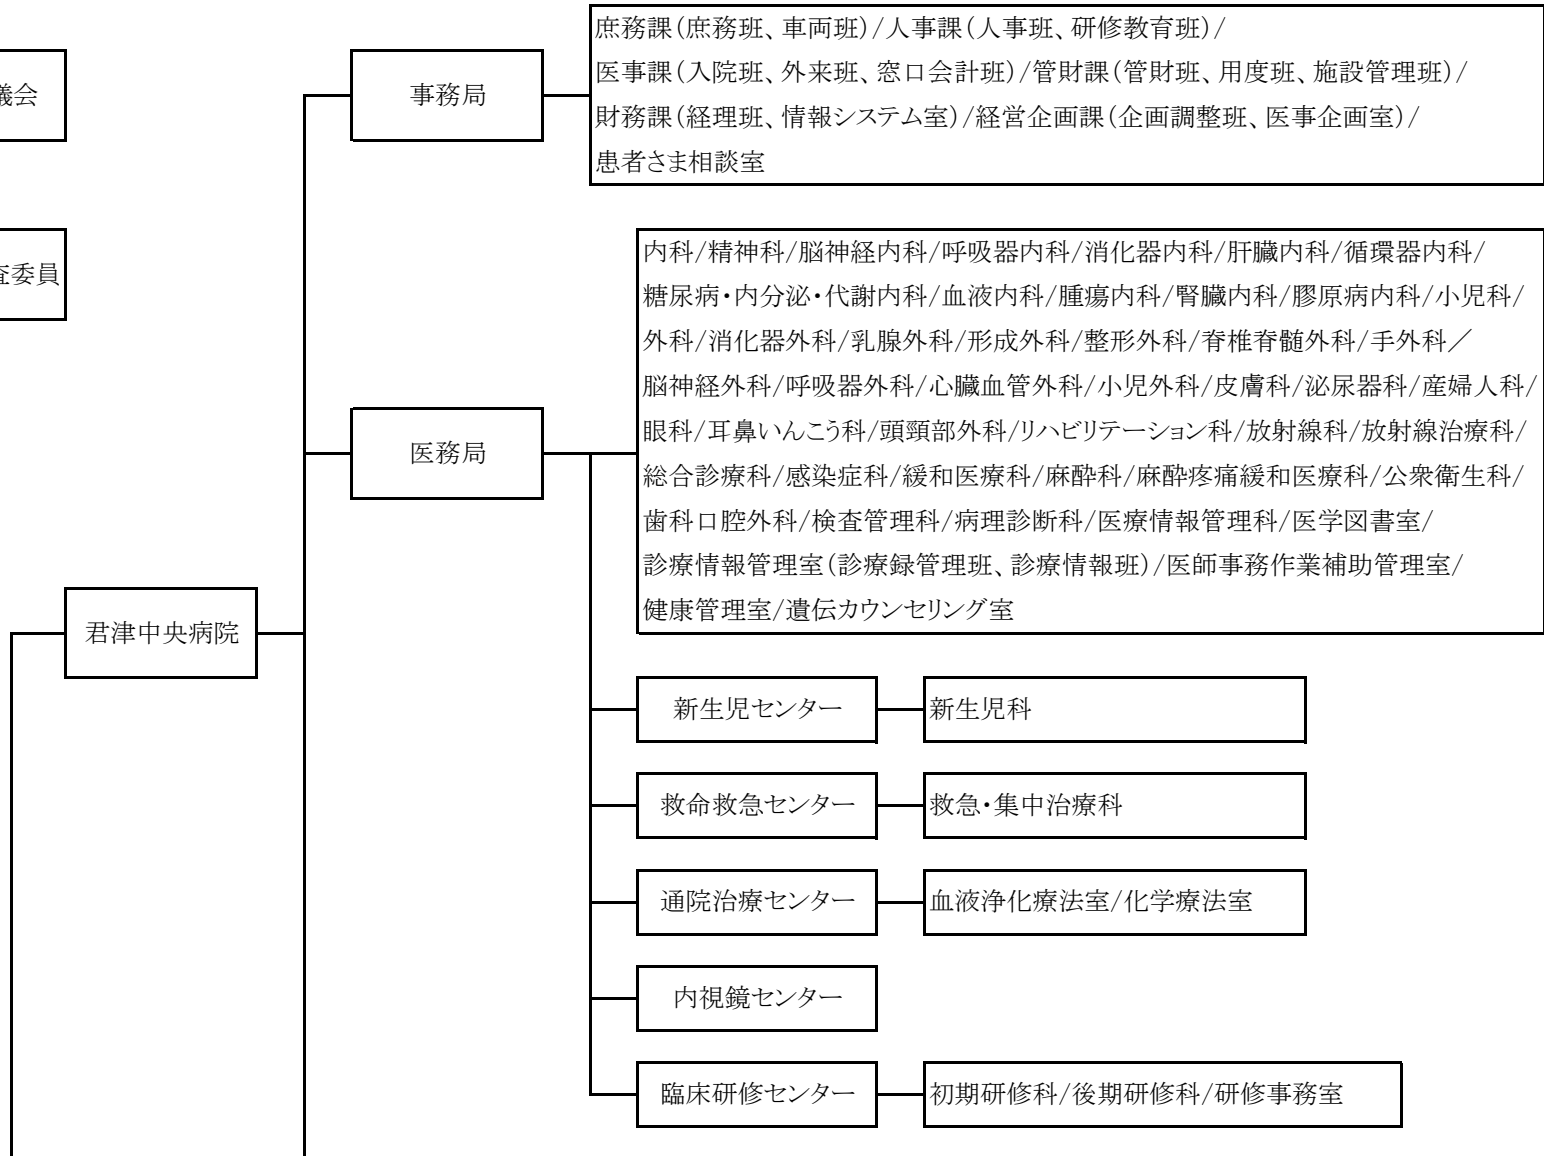 庶務課(庶務班、車両班)/人事課(人事班、研修教育班)/
医事課(入院班、外来班、窓口会計班)/管財課(管財班、用度班、施設管理班)/
財務課(経理班、情報システム室)/経営企画課(企画調整班、医事企画室)/
患者さま相談室
事務局
議会
査委員
内科/精神科/脳神経内科/呼吸器内科/消化器内科/肝臓内科/循環器内科/
糖尿病・内分泌・代謝内科/血液内科/腫瘍内科/腎臓内科/膠原病内科/小児科/
外科/消化器外科/乳腺外科/形成外科/整形外科/脊椎脊髄外科/手外科／
脳神経外科/呼吸器外科/心臓血管外科/小児外科/皮膚科/泌尿器科/産婦人科/
眼科/耳鼻いんこう科/頭頸部外科/リハビリテーション科/放射線科/放射線治療科/
総合診療科/感染症科/緩和医療科/麻酔科/麻酔疼痛緩和医療科/公衆衛生科/
歯科口腔外科/検査管理科/病理診断科/医療情報管理科/医学図書室/
診療情報管理室(診療録管理班、診療情報班)/医師事務作業補助管理室/
健康管理室/遺伝カウンセリング室
医務局
君津中央病院
新生児センター
新生児科
救命救急センター
救急・集中治療科
通院治療センター
血液浄化療法室/化学療法室
内視鏡センター
臨床研修センター
初期研修科/後期研修科/研修事務室